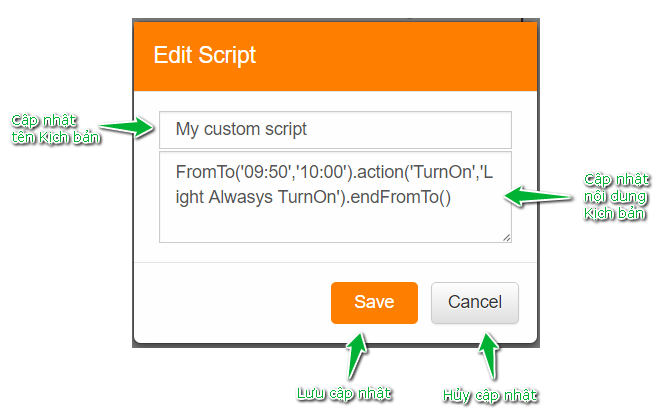 Edit Script
Cập nhật
tên Kịch bản
My custom script
FromTo('09:50','10:00').action('TurnOn','L
ight Alwasys TurnOn').endFromTo()
Cập nhật
nội dung
Kịch bản
Save
Cancel
Lưu cập nhật
Hủy cập nhật